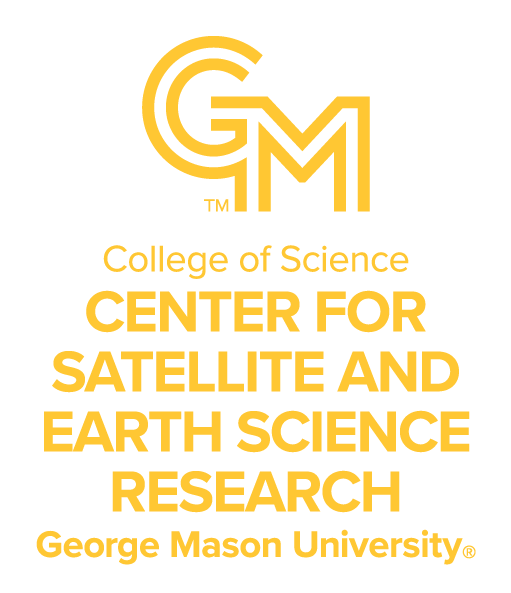 GM
TM
College of Science
CENTER FOR
SATELLITE AND
EARTH SCIENCE
RESEARCH
George Mason University®